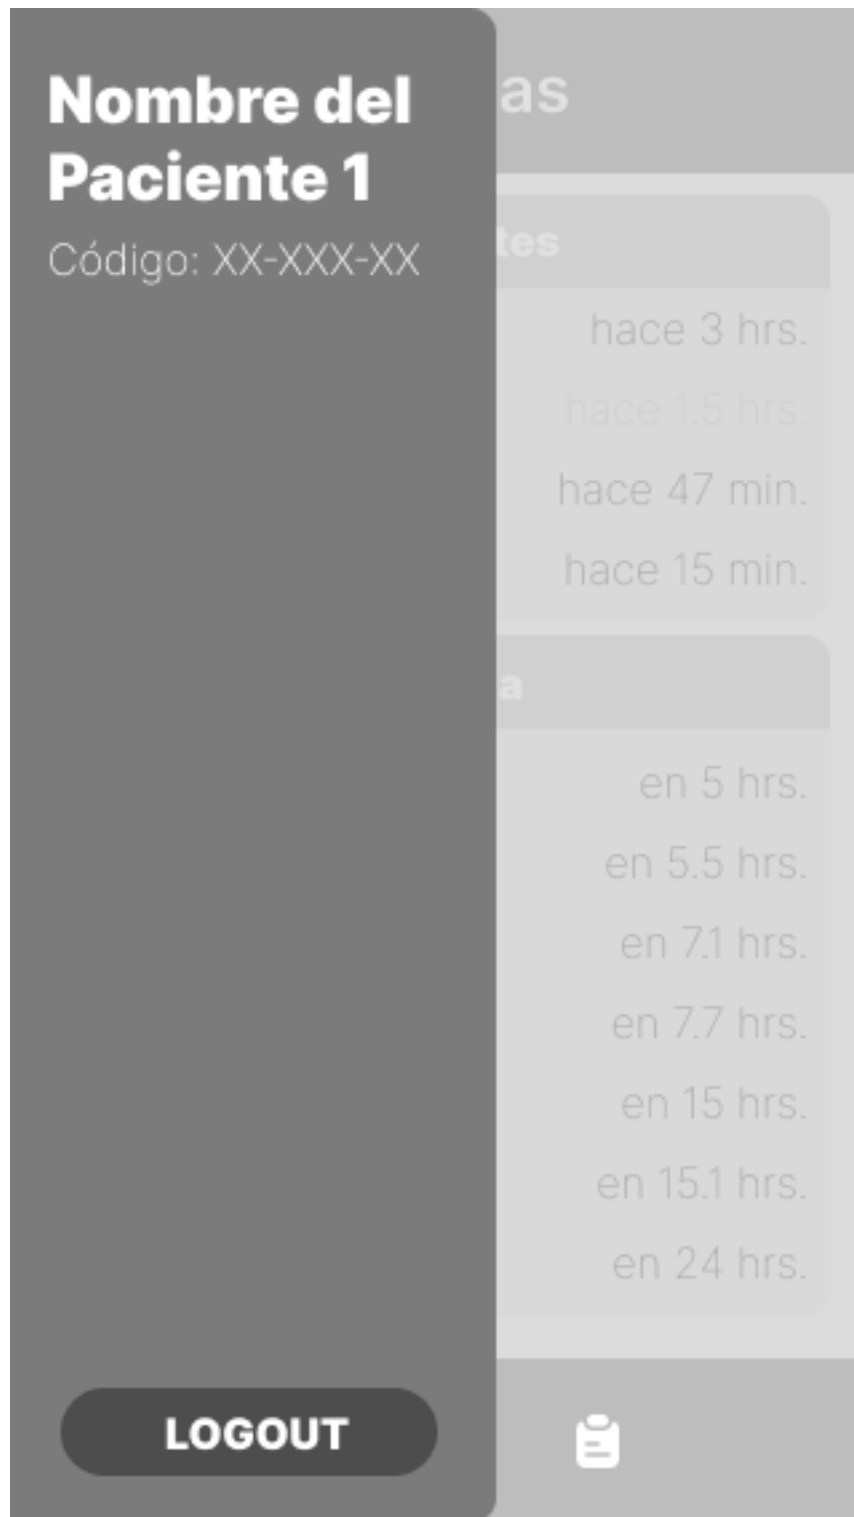 Nombre del
Paciente 1
Código: XX-XXX-XX
LOGOUT
as
tes
hace 3 hrs.
hace 1.5 hrs.
hace 47 min.
hace 15 min.
a
en 5 hrs.
en 5.5 hrs.
en 7.1 hrs.
en 7.7 hrs.
en 15 hrs.
en 15.1 hrs.
en 24 hrs.